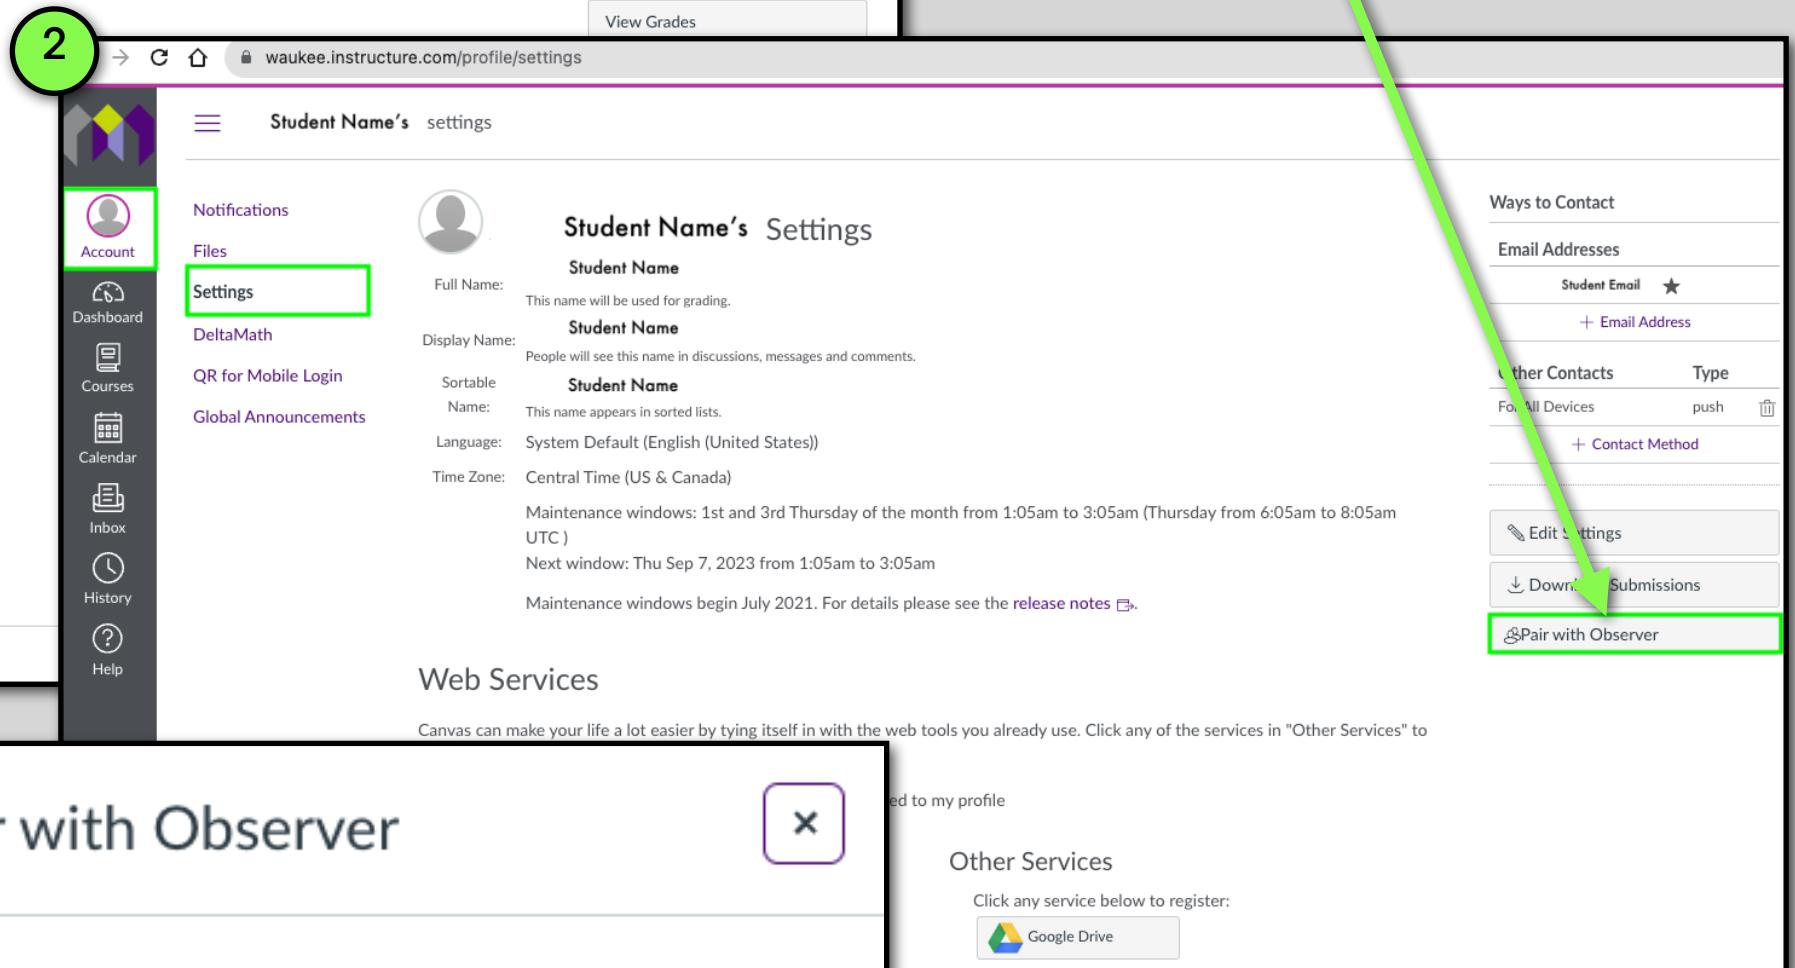 View Grades
2
waukee.instructure.com/profile/settings
Student Name's settings
Account
Dashboard
Courses
Calendar
Inbox
History
Help
Notifications
Files
Settings
DeltaMath
QR for Mobile Login
Global Announcements
Student Name's Settings
Full Name: Student Name
This name will be used for grading.
Display Name: Student Name
People will see this name in discussions, messages and comments.
Sortable Name: Student Name
This name appears in sorted lists.
Language: System Default (English (United States))
Time Zone: Central Time (US & Canada)
Maintenance windows: 1st and 3rd Thursday of the month from 1:05am to 3:05am (Thursday from 6:05am to 8:05am
UTC )
Next window: Thu Sep 7, 2023 from 1:05am to 3:05am
Maintenance windows begin July 2021. For details please see the release notes .
Ways to Contact
Email Addresses
Student Email ★
+ Email Address
Other Contacts Type
For All Devices push
+ Contact Method
Edit Settings
Download Submissions
Pair with Observer
Web Services
Canvas can make your life a lot easier by tying itself in with the web tools you already use. Click any of the services in "Other Services" to
ed to my profile
Other Services
Click any service below to register:
Google Drive
with Observer
×